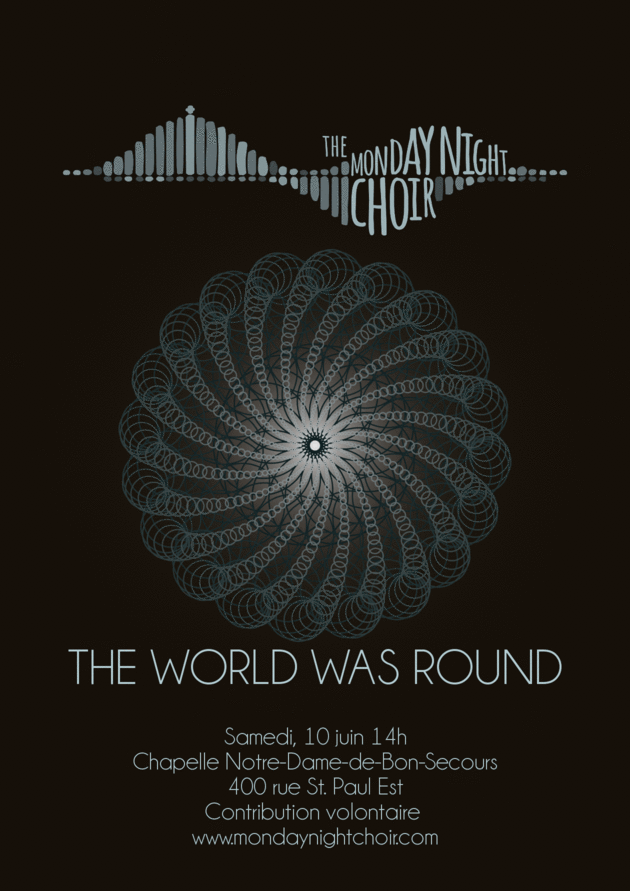 THE MONDAY NIGHT
CHOIR
THE WORLD WAS ROUND
Samedi, 10 juin 14h
Chapelle Notre-Dame-de-Bon-Secours
400 rue St. Paul Est
Contribution volontaire
www.mondaynightchoir.com